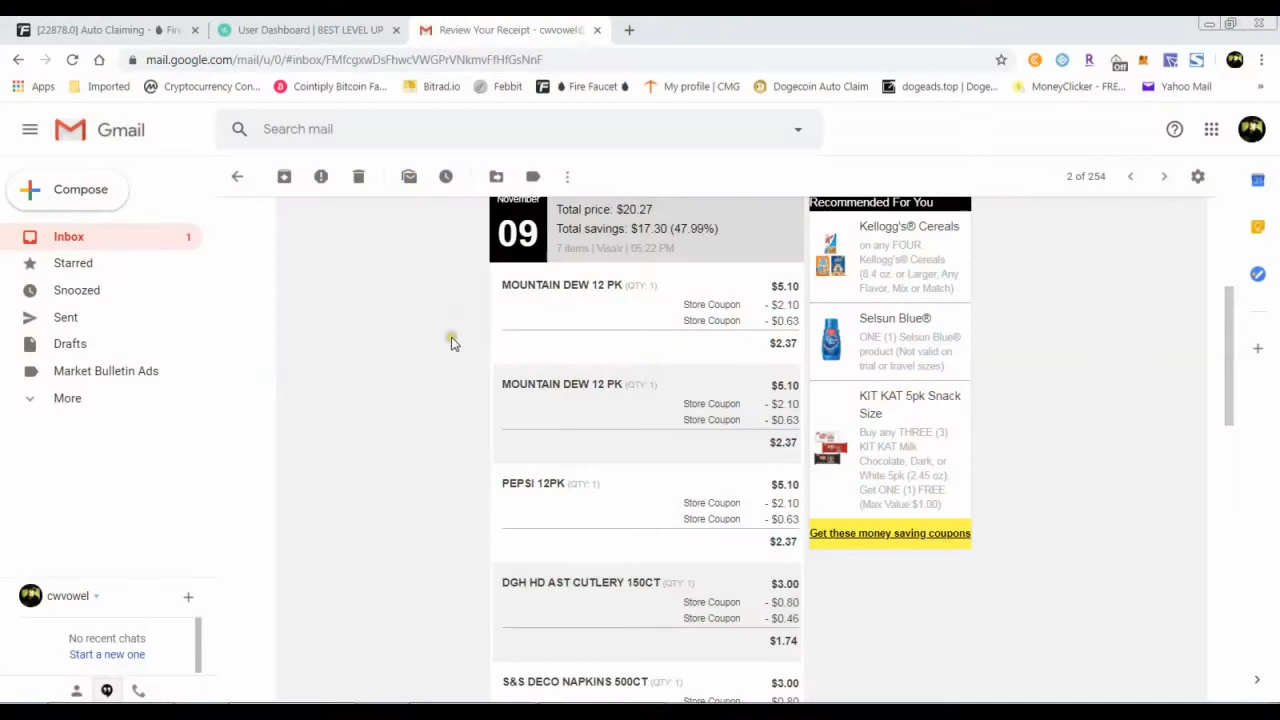 [22878.0] Auto Claiming - Fire
User Dashboard | BEST LEVEL UP
Review Your Receipt - cwvowel@
mail.google.com/mail/u/0/#inbox/FMfcgxwDsFhwcVWGPrVNkmvFfHfGsNnF
Off
Apps
Imported
Cryptocurrency Con...
Cointiply Bitcoin Fa...
Bitrad.io
Febbit
Fire Faucet
My profile | CMG
Dogecoin Auto Claim
dogeads.top | Doge...
MoneyClicker - FRE...
Yahoo Mail
»
Gmail
Search mail
Compose
2 of 254
Inbox 1
Starred
Snoozed
Sent
Drafts
Market Bulletin Ads
More
cwvowel
No recent chats
Start a new one
November
09
Total price: $20.27
Total savings: $17.30 (47.99%)
7 items | Visa/r | 05:22 PM
MOUNTAIN DEW 12 PK (QTY: 1) $5.10
Store Coupon - $2.10
Store Coupon - $0.63
$2.37
MOUNTAIN DEW 12 PK (QTY: 1) $5.10
Store Coupon - $2.10
Store Coupon - $0.63
$2.37
PEPSI 12PK (QTY: 1) $5.10
Store Coupon - $2.10
Store Coupon - $0.63
$2.37
DGH HD AST CUTLERY 150CT (QTY: 1) $3.00
Store Coupon - $0.80
Store Coupon - $0.46
$1.74
S&S DECO NAPKINS 500CT (QTY: 1) $3.00
Store Coupon - $0.80
Recommended For You
Kellogg's® Cereals
on any FOUR
Kellogg's® Cereals
(8.4 oz. or Larger, Any
Flavor, Mix or Match)
Selsun Blue®
ONE (1) Selsun Blue®
product (Not valid on
trial or travel sizes)
KIT KAT 5pk Snack
Size
Buy any THREE (3)
KIT KAT Milk
Chocolate, Dark, or
White 5pk (2.45 oz),
Get ONE (1) FREE
(Max Value:$1.00)
Get these money saving coupons